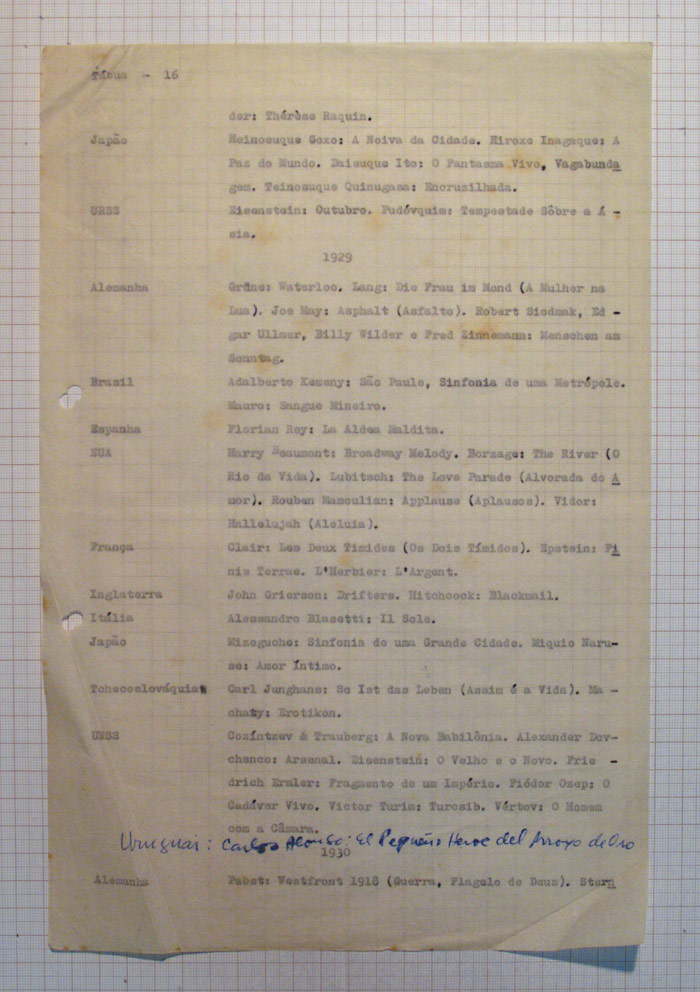 Tábua - 16
der: Thérèse Raquin.
Japão Heinosuque Goxo: A Noiva da Cidade. Hiroxe Inagaque: A
Paz do Mundo. Daisuque Ito: O Fantasma Vivo, Vagabunda
gem. Teinosuque Quinugasa: Encruzilhada.
URSS Eisenstein: Outubro. Pudóvquim: Tempestade Sôbre a Á -
sia.
1929
Alemanha Grüne: Waterloo. Lang: Die Frau im Mond (A Mulher na
Lua). Joe May: Asphalt (Asfalto). Robert Siodmak, Ed -
gar Ullmer, Billy Wilder e Fred Zinnemann: Menschen am
Sonntag.
Brasil Adalberto Kemeny: São Paulo, Sinfonia de uma Metrópole.
Mauro: Sangue Mineiro.
Espanha Florian Rey: La Aldea Maldita.
EUA Harry Beaumont: Broadway Melody. Borzage: The River (O
Rio da Vida). Lubitsch: The Love Parade (Alvorada do A
mor). Rouben Mamoulian: Applause (Aplausos). Vidor:
Hallelujah (Aleluia).
França Clair: Les Deux Timides (Os Dois Tímidos). Epstein: Fi
nis Terrae. L'Herbier: L'Argent.
Inglaterra John Grierson: Drifters. Hitchcock: Blackmail.
Itália Alessandro Blasetti: Il Sole.
Japão Mizoguche: Sinfonia de uma Grande Cidade. Miquio Naru-
se: Amor Íntimo.
Tchecoslováquia Carl Junghans: So Ist das Leben (Assim é a Vida). Ma -
chaty: Erotikon.
URSS Cozíntzev & Trauberg: A Nova Babilônia. Alexander Dov-
chenco: Arsenal. Eisenstein: O Velho e o Novo. Frie -
drich Ermler: Fragmento de um Império. Fiódor Ozep: O
Cadáver Vivo. Victor Turin: Turcsib. Vértov: O Homem
com a Câmara.
Uruguai: Carlos Alonso: El Pequeño Heroe del Arroyo de Oro
1930
Alemanha Pabst: Westfront 1918 (Guerra, Flagelo de Deus). Stern